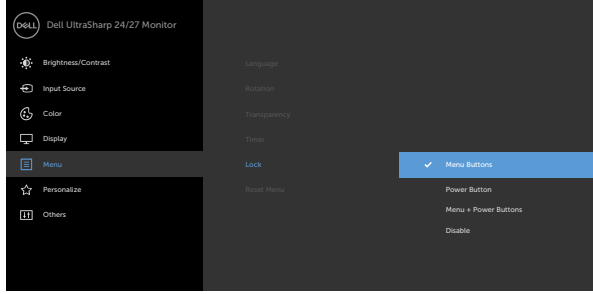 DELL
Dell UltraSharp 24/27 Monitor
Brightness/Contrast
Input Source
Color
Display
Menu
Personalize
Others
Language
Rotation
Transparency
Timer
Lock
Reset Menu
Menu Buttons
Power Button
Menu + Power Buttons
Disable